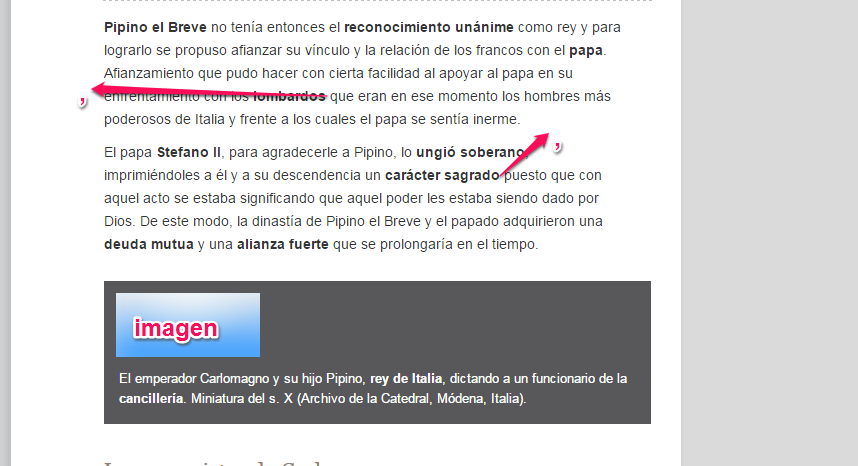 Pipino el Breve no tenía entonces el reconocimiento unánime como rey y para
lograrlo se propuso afianzar su vínculo y la relación de los francos con el papa.
Afianzamiento que pudo hacer con cierta facilidad al apoyar al papa en su
,
enfrentamiento con los lombardos que eran en ese momento los hombres más
poderosos de Italia y frente a los cuales el papa se sentía inerme.
,
El papa Stefano II, para agradecerle a Pipino, lo ungió soberano,
imprimiéndoles a él y a su descendencia un carácter sagrado puesto que con
aquel acto se estaba significando que aquel poder les estaba siendo dado por
Dios. De este modo, la dinastía de Pipino el Breve y el papado adquirieron una
deuda mutua y una alianza fuerte que se prolongaría en el tiempo.
imagen
El emperador Carlomagno y su hijo Pipino, rey de Italia, dictando a un funcionario de la
cancillería. Miniatura del s. X (Archivo de la Catedral, Módena, Italia).